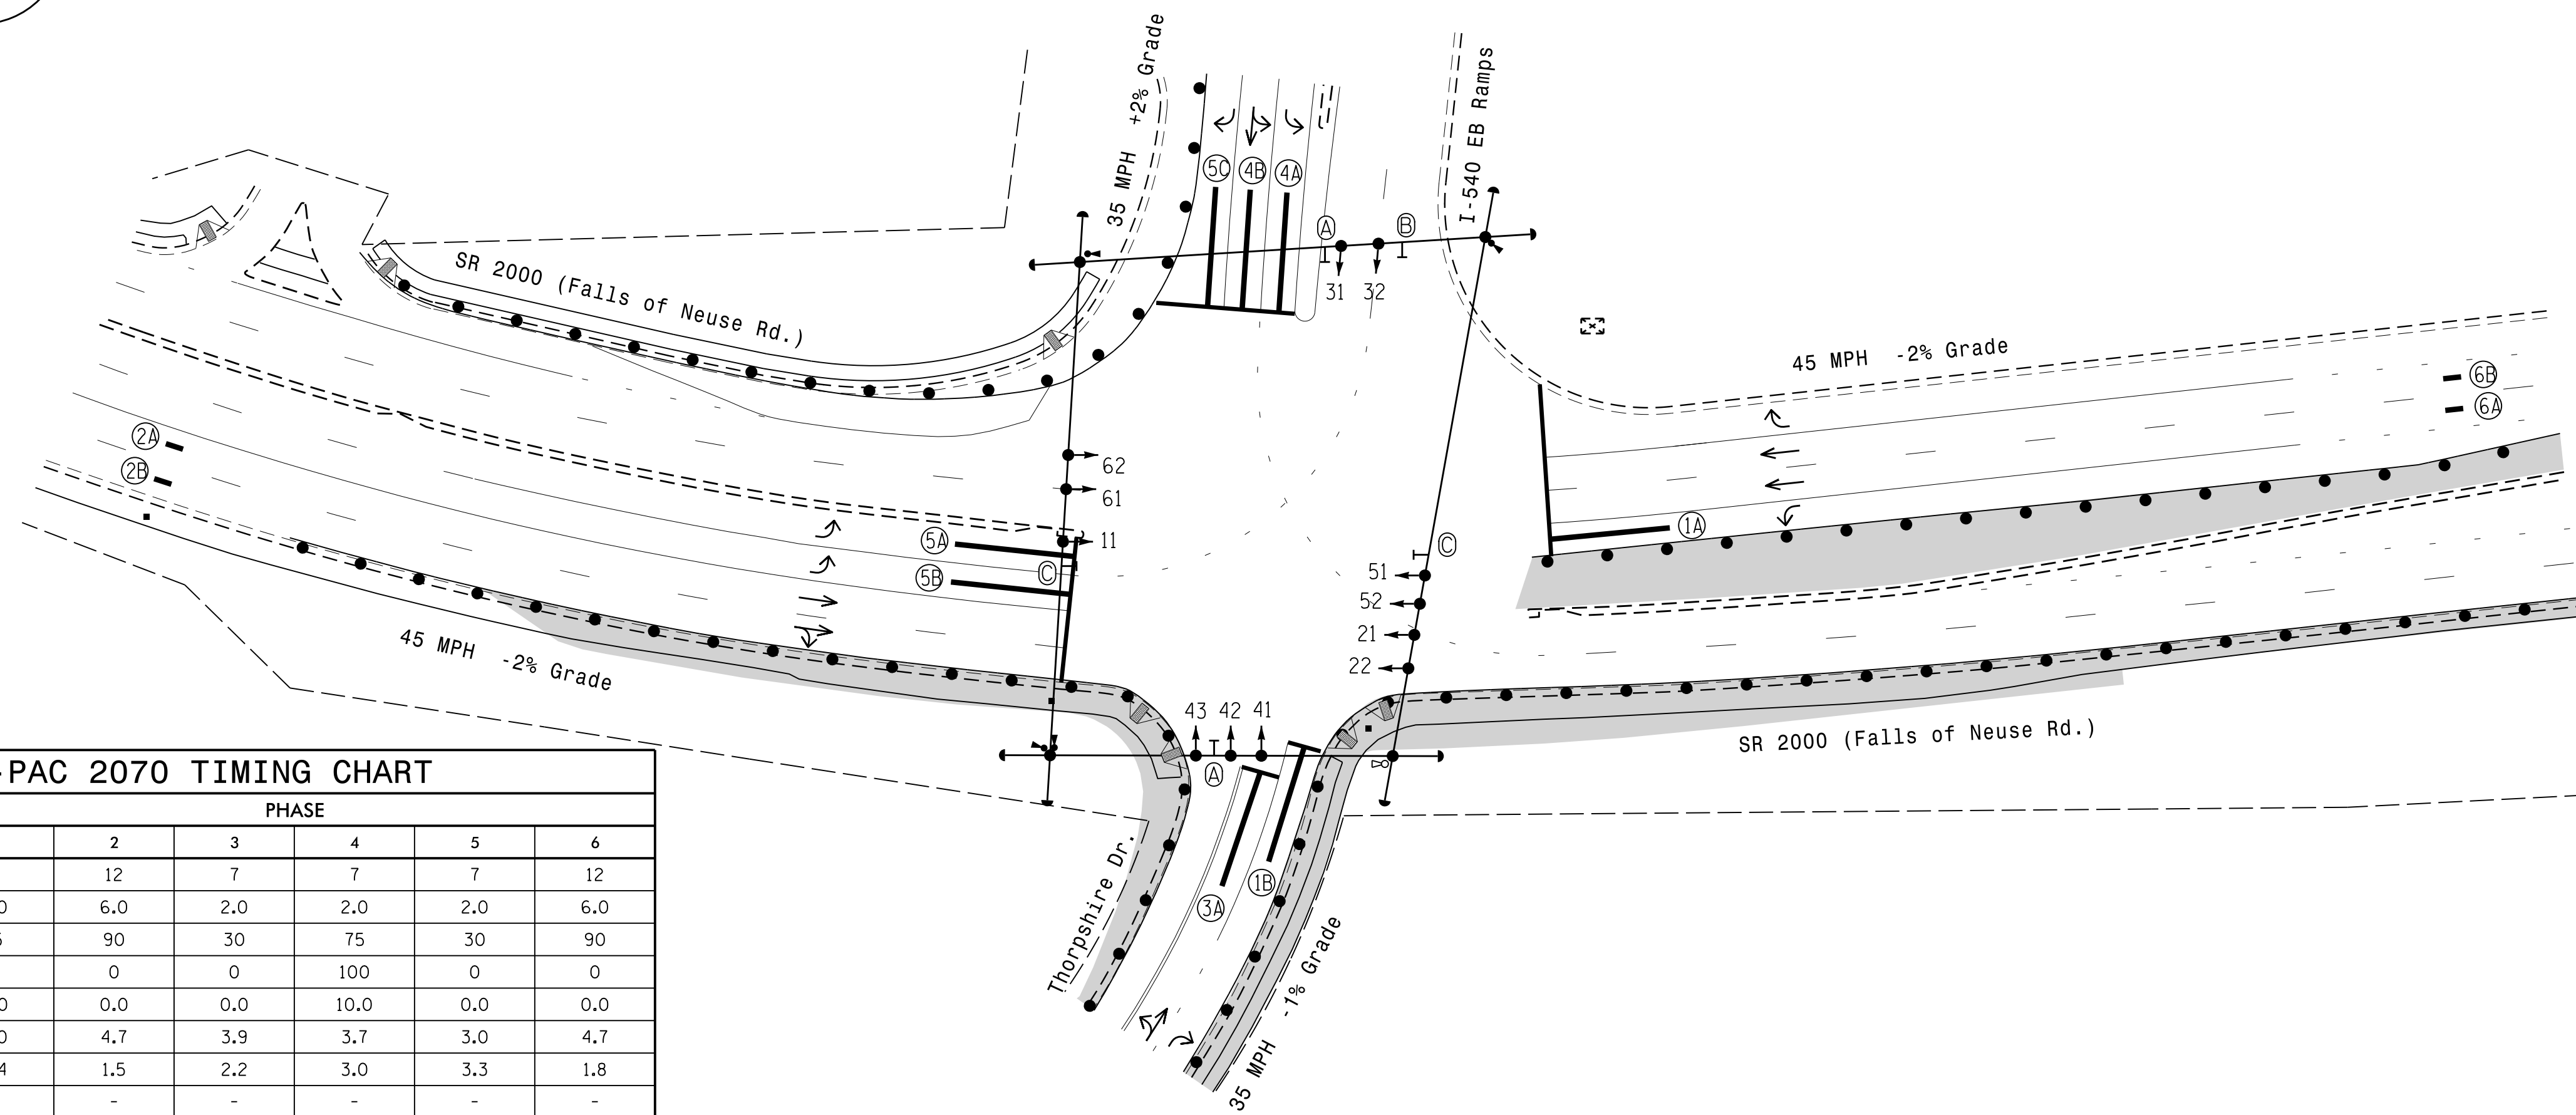 35 MPH +2% Grade
I-540 EB Ramps
5C
4B
4A
A
B
31
32
SR 2000 (Falls of Neuse Rd.)
45 MPH -2% Grade
6B
6A
2A
2B
62
61
11
5A
5B
C
C
1A
51
52
21
22
45 MPH -2% Grade
43
42
41
A
SR 2000 (Falls of Neuse Rd.)
Thorpshire Dr.
3A
1B
35 MPH -1% Grade
-PAC 2070 TIMING CHART
PHASE
2 3 4 5 6
12 7 7 7 12
0 6.0 2.0 2.0 2.0 6.0
90 30 75 30 90
0 0 100 0 0
0 0.0 0.0 10.0 0.0 0.0
0 4.7 3.9 3.7 3.0 4.7
4 1.5 2.2 3.0 3.3 1.8
- - - - -